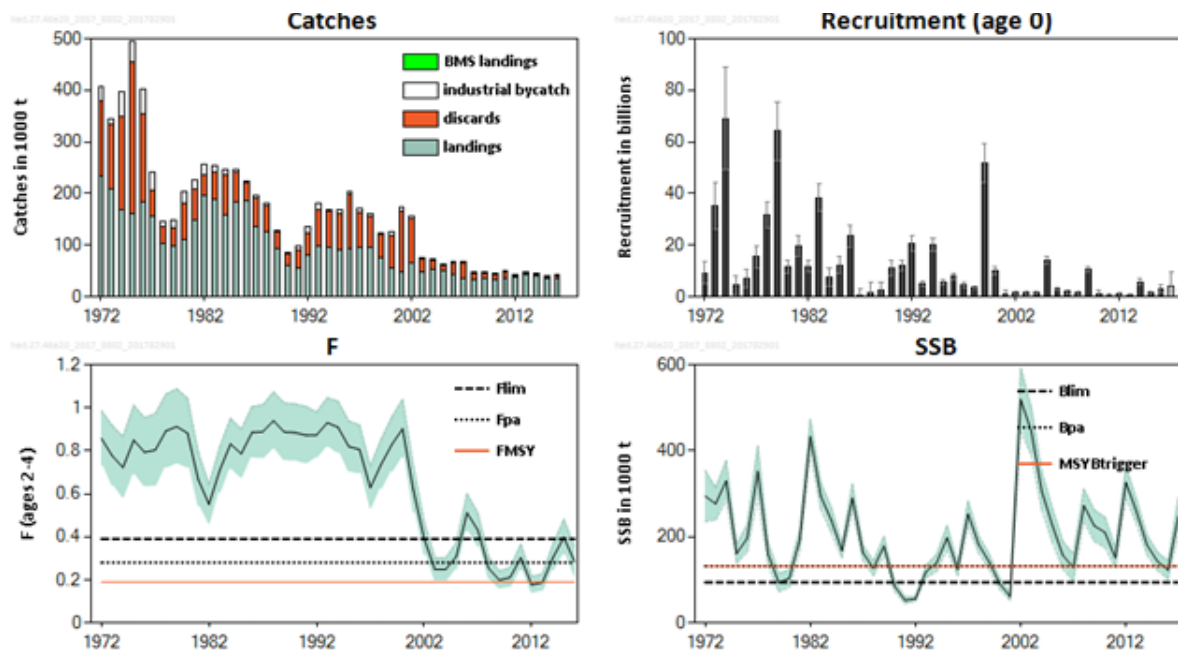 Catches
500
400
300
200
100
0
Catches in 1000 t
BMS landings
industrial bycatch
discards
landings
1972
1982
1992
2002
2012
Recruitment (age 0)
100
80
60
40
20
0
Recruitment in billions
1972
1982
1992
2002
2012
F
1.2
1
0.8
0.6
0.4
0.2
0
F (ages 2-4)
Flim
Fpa
FMSY
1972
1982
1992
2002
2012
SSB
600
400
200
0
SSB in 1000 t
Blim
Bpa
MSYBtrigger
1972
1982
1992
2002
2012